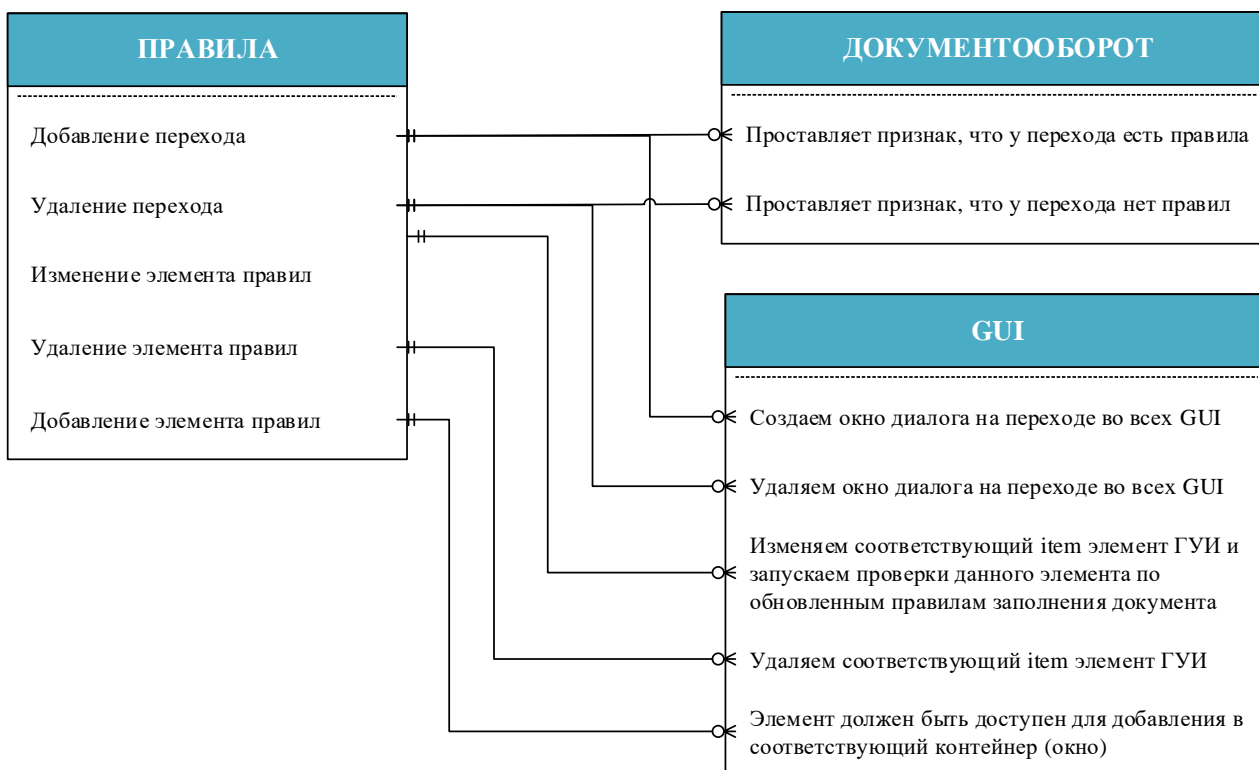 ПРАВИЛА
Добавление перехода
Удаление перехода
Изменение элемента правил
Удаление элемента правил
Добавление элемента правил
ДОКУМЕНТООБОРОТ
Проставляет признак, что у перехода есть правила
Проставляет признак, что у перехода нет правил
GUI
Создаем окно диалога на переходе во всех GUI
Удаляем окно диалога на переходе во всех GUI
Изменяем соответствующий item элемент ГУИ и
запускаем проверки данного элемента по
обновленным правилам заполнения документа
Удаляем соответствующий item элемент ГУИ
Элемент должен быть доступен для добавления в
соответствующий контейнер (окно)